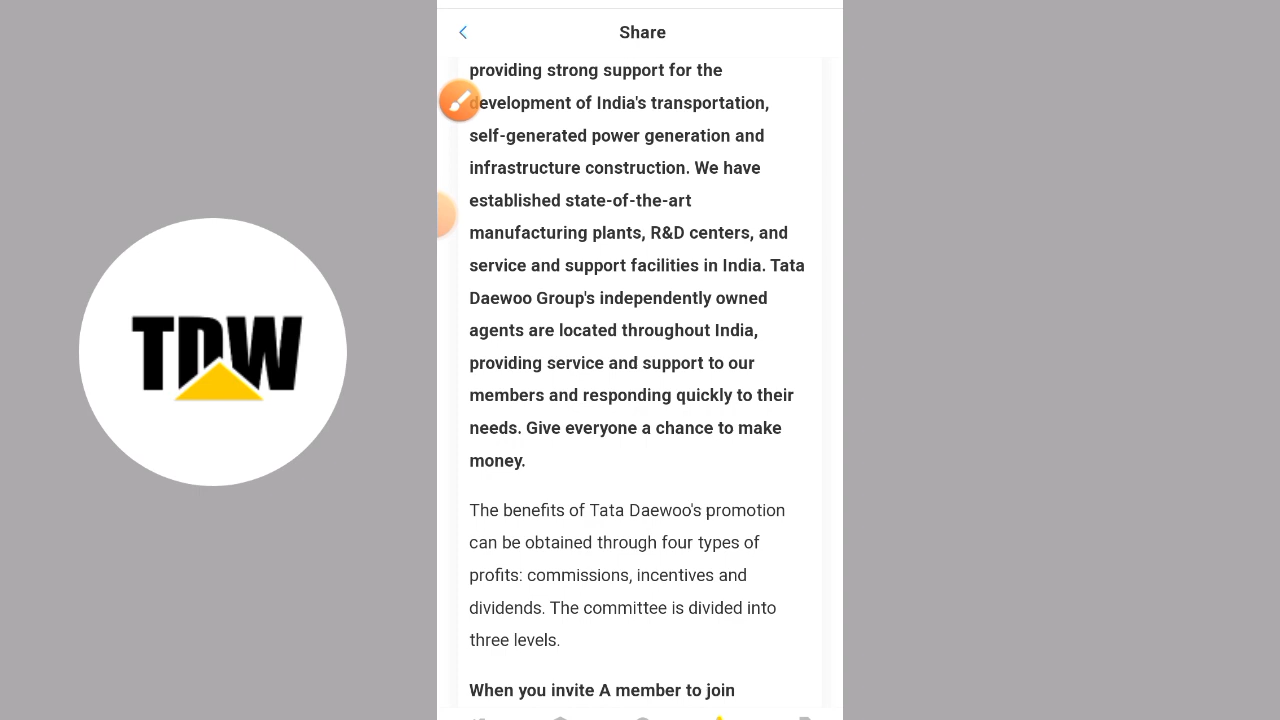 Share
TDW
providing strong support for the
development of India's transportation,
self-generated power generation and
infrastructure construction. We have
established state-of-the-art
manufacturing plants, R&D centers, and
service and support facilities in India. Tata
Daewoo Group's independently owned
agents are located throughout India,
providing service and support to our
members and responding quickly to their
needs. Give everyone a chance to make
money.
The benefits of Tata Daewoo's promotion
can be obtained through four types of
profits: commissions, incentives and
dividends. The committee is divided into
three levels.
When you invite A member to join